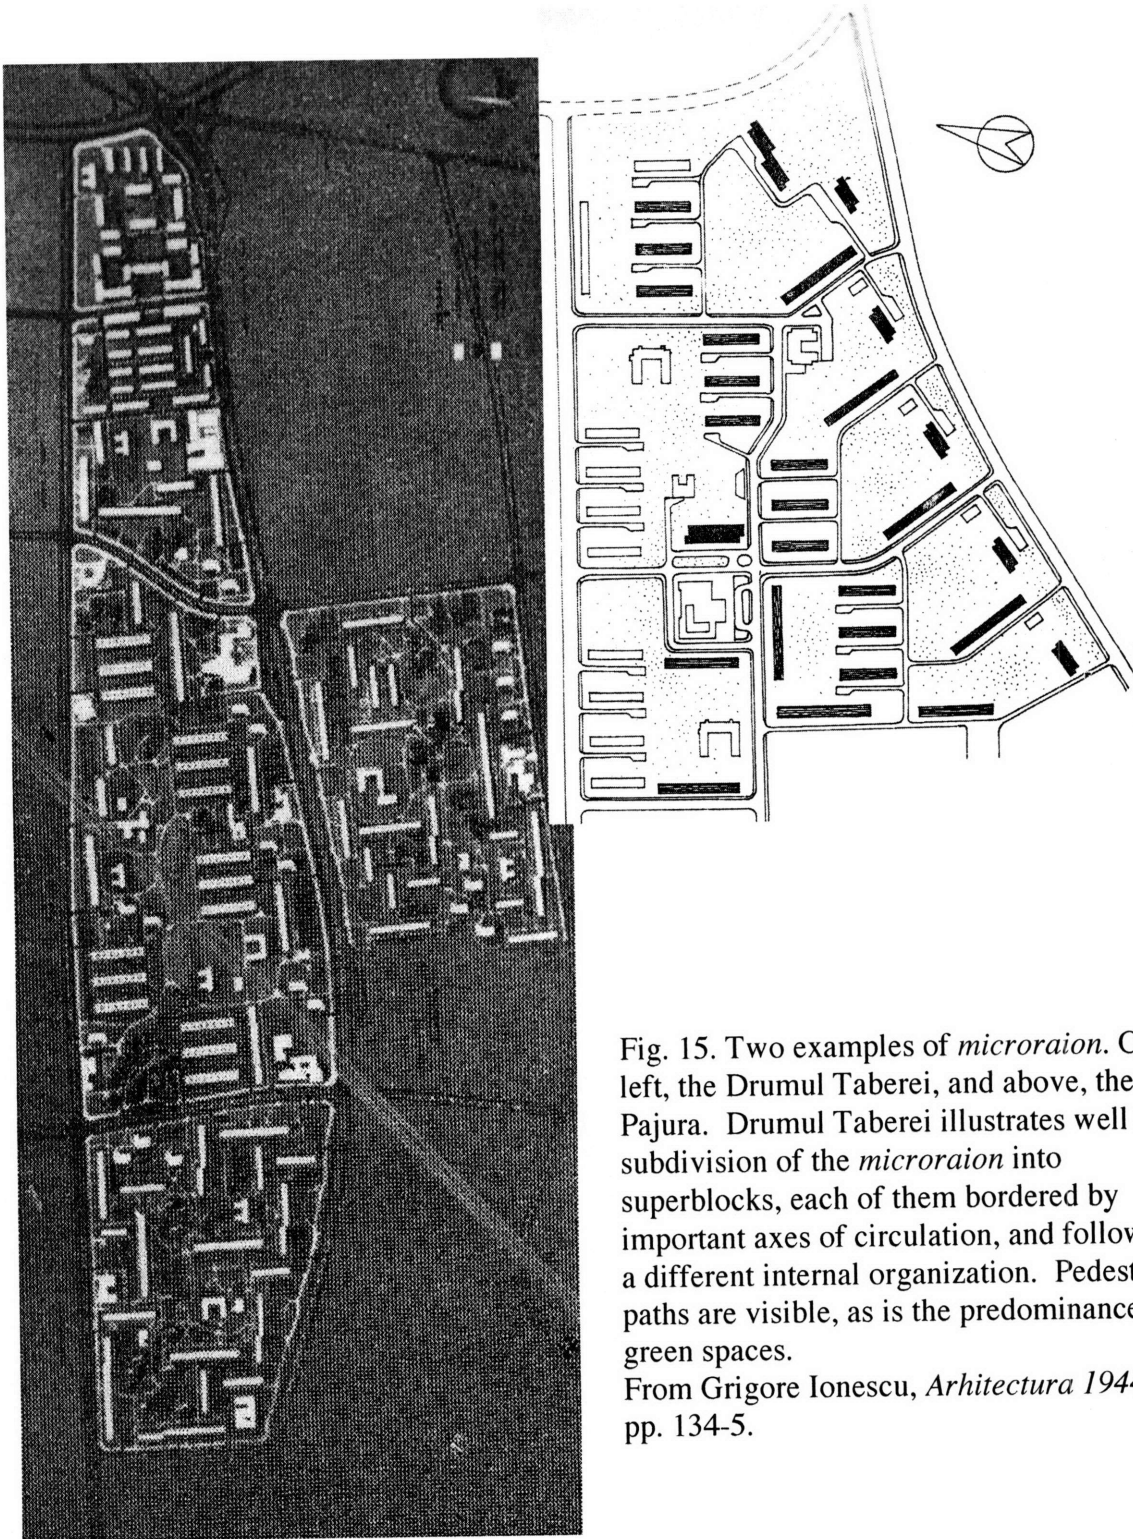 Fig. 15. Two examples of microraion.
left, the Drumul Taberei, and above, the
Pajura. Drumul Taberei illustrates well
subdivision of the microraion into
superblocks, each of them bordered by
important axes of circulation, and follow
a different internal organization. Pedest
paths are visible, as is the predominance
green spaces.
From Grigore Ionescu, Arhitectura 194
pp. 134-5.